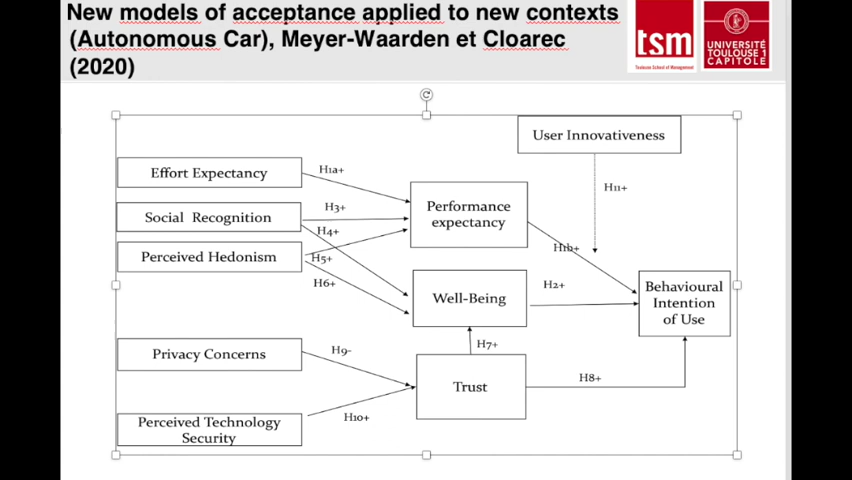 New models of acceptance applied to new contexts
(Autonomous Car), Meyer-Waarden et Cloarec
(2020)
tsm
Toulouse School of Management
UNIVERSITÉ
TOULOUSE 1
CAPITOLE
User Innovativeness
Effort Expectancy
H1a+
H11+
Social Recognition
H3+
Performance
expectancy
H4+
Perceived Hedonism
H5+
H1b+
H6+
Well-Being
H2+
Behavioural
Intention
of Use
H7+
Privacy Concerns
H9-
Trust
H8+
H10+
Perceived Technology
Security